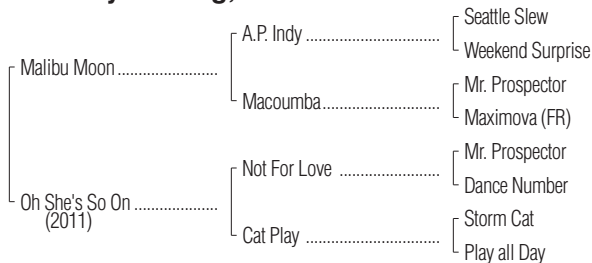 Malibu Moon
Oh She's So On
(2011)
A.P. Indy
Macoumba
Not For Love
Cat Play
Seattle Slew
Weekend Surprise
Mr. Prospector
Maximova (FR)
Mr. Prospector
Dance Number
Storm Cat
Play all Day